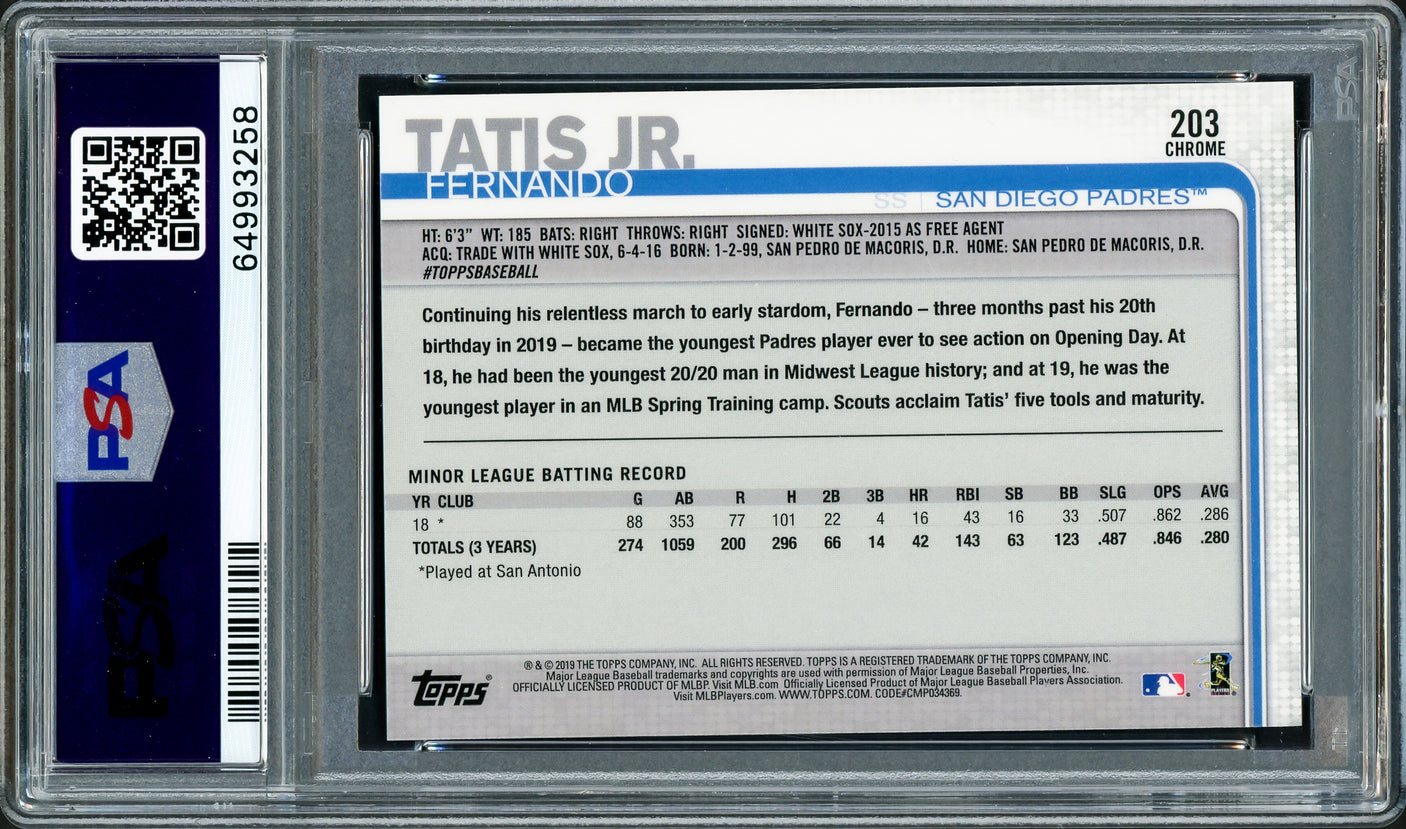 64993258
PSA
PSA
PSA
TATIS JR.
FERNANDO
203
CHROME
SS | SAN DIEGO PADRES™
HT: 6'3" WT: 185 BATS: RIGHT THROWS: RIGHT SIGNED: WHITE SOX-2015 AS FREE AGENT
ACQ: TRADE WITH WHITE SOX, 6-4-16 BORN: 1-2-99, SAN PEDRO DE MACORIS, D.R. HOME: SAN PEDRO DE MACORIS, D.R.
#TOPPSBASEBALL
Continuing his relentless march to early stardom, Fernando – three months past his 20th
birthday in 2019 – became the youngest Padres player ever to see action on Opening Day. At
18, he had been the youngest 20/20 man in Midwest League history; and at 19, he was the
youngest player in an MLB Spring Training camp. Scouts acclaim Tatis' five tools and maturity.
MINOR LEAGUE BATTING RECORD
YR CLUB G AB R H 2B 3B HR RBI SB BB SLG OPS AVG
18 * 88 353 77 101 22 4 16 43 16 33 .507 .862 .286
TOTALS (3 YEARS) 274 1059 200 296 66 14 42 143 63 123 .487 .846 .280
*Played at San Antonio
Topps®
® & © 2019 THE TOPPS COMPANY, INC. ALL RIGHTS RESERVED. TOPPS IS A REGISTERED TRADEMARK OF THE TOPPS COMPANY, INC.
Major League Baseball trademarks and copyrights are used with permission of Major League Baseball Properties, Inc.
OFFICIALLY LICENSED PRODUCT OF MLBP. Visit MLB.com Officially Licensed Product of Major League Baseball Players Association.
Visit MLBPlayers.com. WWW.TOPPS.COM. CODE#CMP034369.
PLAYERS